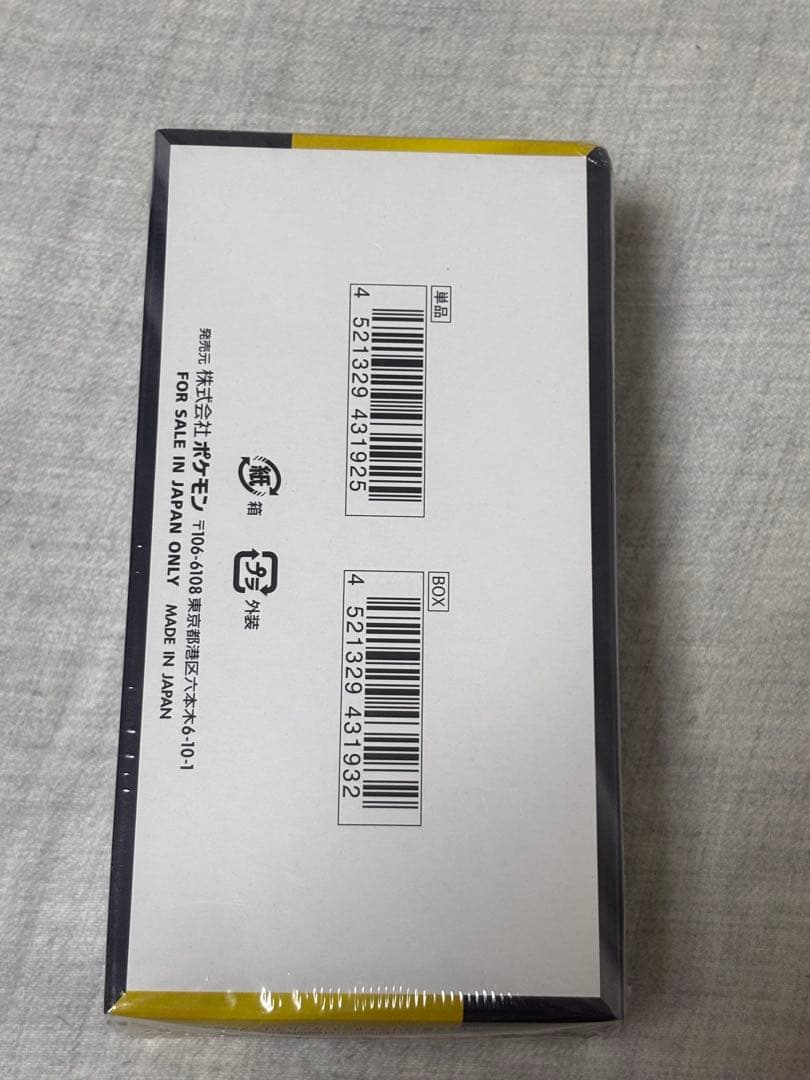 単品
4 521329 431925
BOX
4 521329 431932
紙 箱
プラ 外装
発売元 株式会社ポケモン 〒106-6108 東京都港区六本木6-10-1
FOR SALE IN JAPAN ONLY MADE IN JAPAN